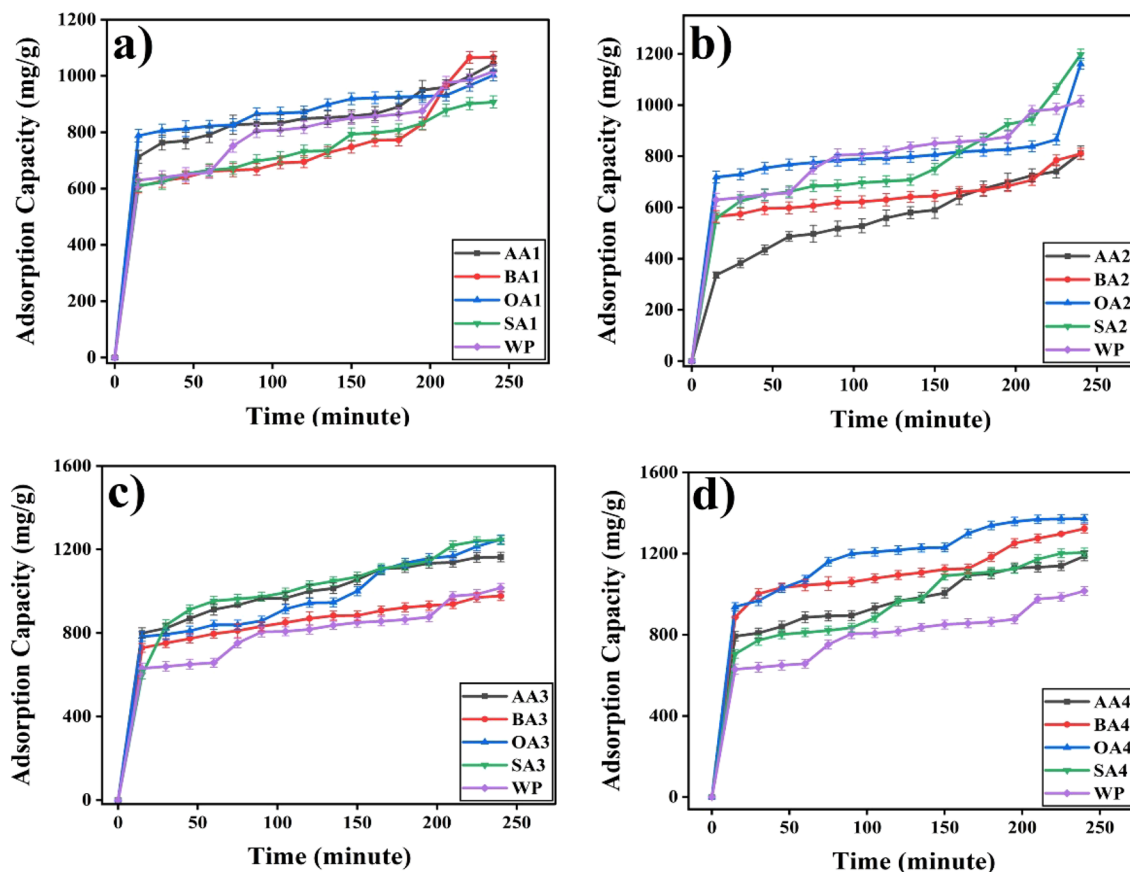 a)
Adsorption Capacity (mg/g)
1200
1000
800
600
400
200
0
AA1
BA1
OA1
SA1
WP
0 50 100 150 200 250
Time (minute)
b)
Adsorption Capacity (mg/g)
1200
1000
800
600
400
200
0
AA2
BA2
OA2
SA2
WP
0 50 100 150 200 250
Time (minute)
c)
Adsorption Capacity (mg/g)
1600
1200
800
400
0
AA3
BA3
OA3
SA3
WP
0 50 100 150 200 250
Time (minute)
d)
Adsorption Capacity (mg/g)
1600
1200
800
400
0
AA4
BA4
OA4
SA4
WP
0 50 100 150 200 250
Time (minute)